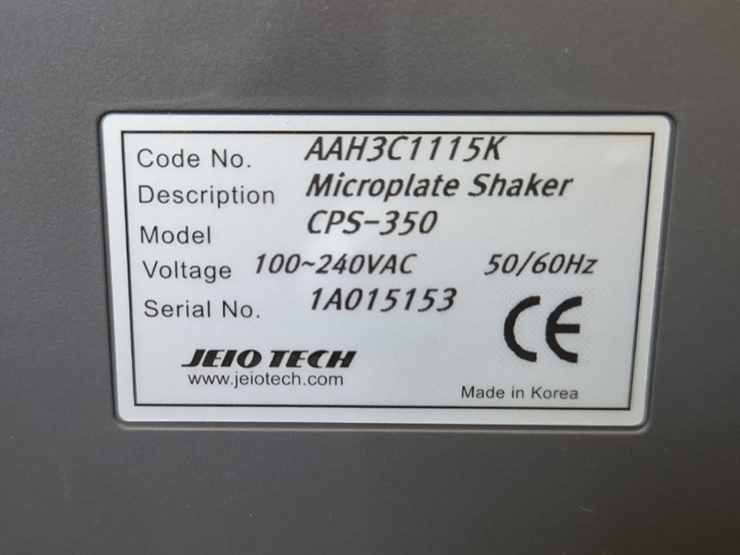 Code No. AAH3C1115K
Description Microplate Shaker
Model CPS-350
Voltage 100~240VAC 50/60Hz
Serial No. 1A015153
CE
JEIO TECH
www.jeiotech.com
Made in Korea